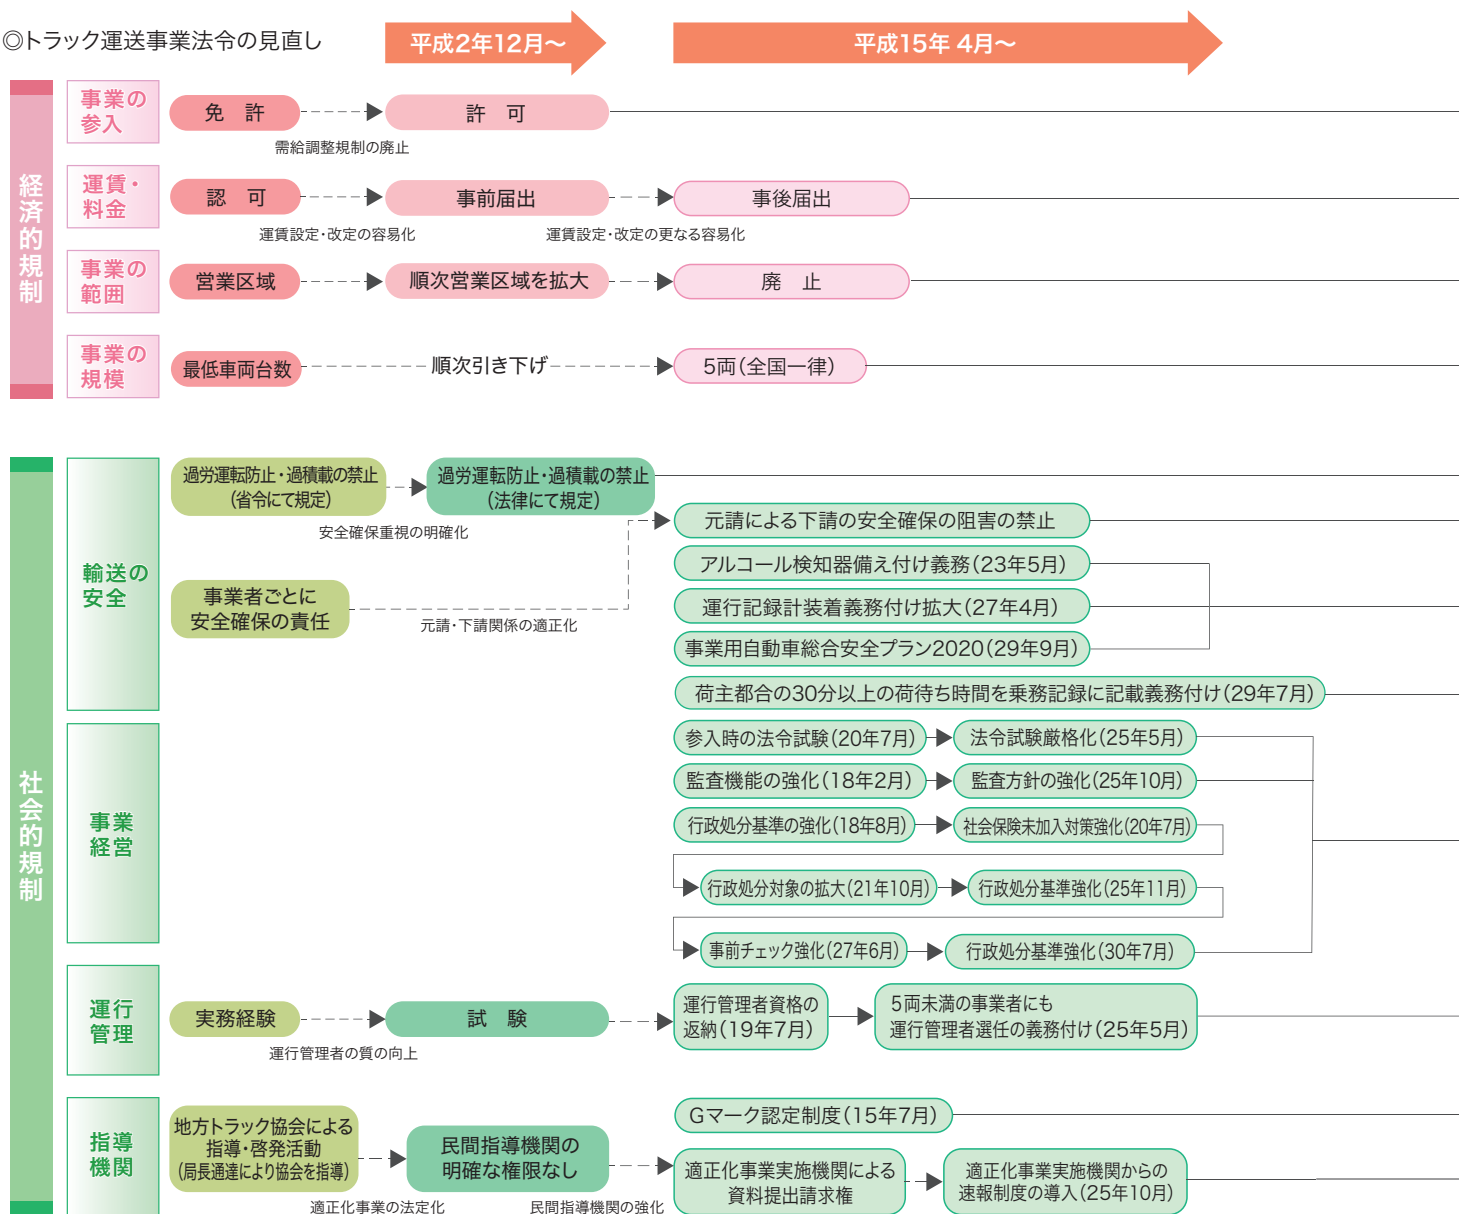 ◎トラック運送事業法令の見直し
平成2年12月〜
平成15年 4月〜
経済的規制
事業の
参入
免　許
許　可
需給調整規制の廃止
運賃・
料金
認　可
事前届出
事後届出
運賃設定・改定の容易化
運賃設定・改定の更なる容易化
事業の
範囲
営業区域
順次営業区域を拡大
廃　止
事業の
規模
最低車両台数
順次引き下げ
5両（全国一律）
社会的規制
輸送の
安全
過労運転防止・過積載の禁止
（省令にて規定）
過労運転防止・過積載の禁止
（法律にて規定）
安全確保重視の明確化
元請による下請の安全確保の阻害の禁止
アルコール検知器備え付け義務（23年5月）
事業者ごとに
安全確保の責任
元請・下請関係の適正化
運行記録計装着義務付け拡大（27年4月）
事業用自動車総合安全プラン2020（29年9月）
荷主都合の30分以上の荷待ち時間を乗務記録に記載義務付け（29年7月）
事業
経営
参入時の法令試験（20年7月）
法令試験厳格化（25年5月）
監査機能の強化（18年2月）
監査方針の強化（25年10月）
行政処分基準の強化（18年8月）
社会保険未加入対策強化（20年7月）
行政処分対象の拡大（21年10月）
行政処分基準強化（25年11月）
事前チェック強化（27年6月）
行政処分基準強化（30年7月）
運行
管理
実務経験
試　験
運行管理者の質の向上
運行管理者資格の
返納（19年7月）
5両未満の事業者にも
運行管理者選任の義務付け（25年5月）
指導
機関
地方トラック協会による
指導・啓発活動
（局長通達により協会を指導）
適正化事業の法定化
民間指導機関の
明確な権限なし
民間指導機関の強化
Gマーク認定制度（15年7月）
適正化事業実施機関による
資料提出請求権
適正化事業実施機関からの
速報制度の導入（25年10月）